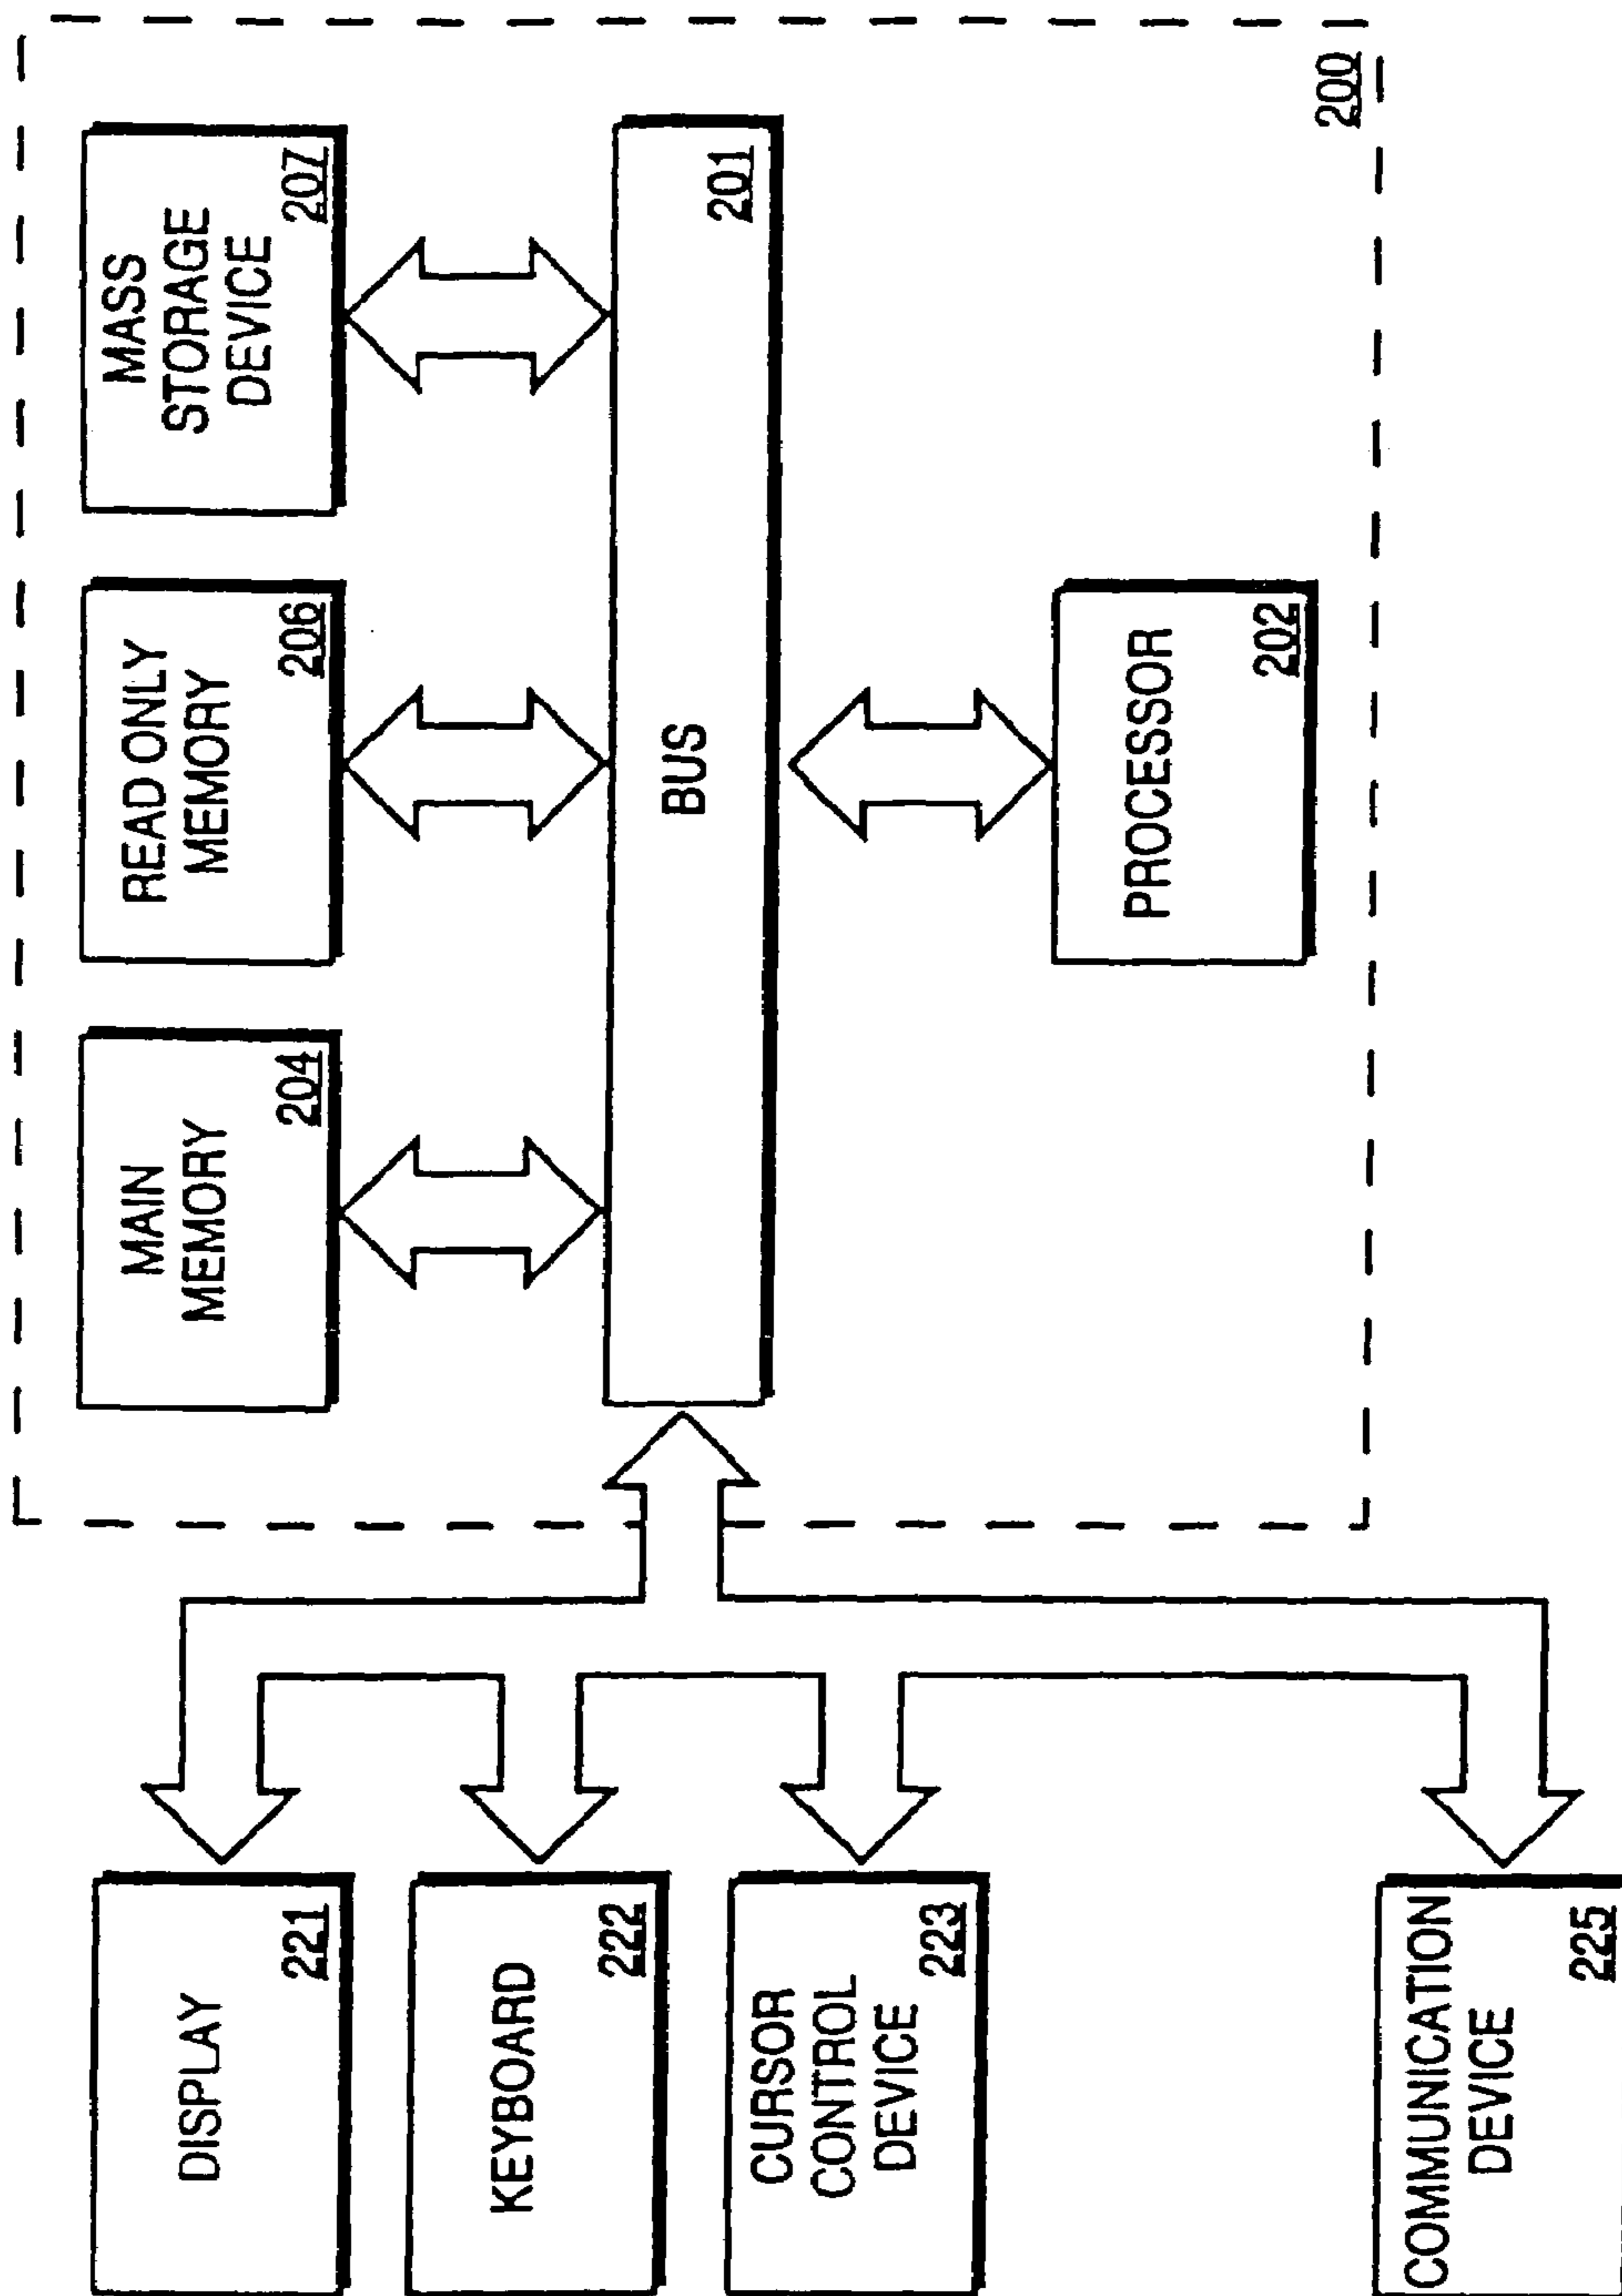 DISPLAY
221
KEYBOARD
222
CURSOR
CONTROL
DEVICE
223
COMMUNICATION
DEVICE
225
MAIN
MEMORY
204
READ ONLY
MEMORY
206
MASS
STORAGE
DEVICE
207
BUS
201
PROCESSOR
202
200